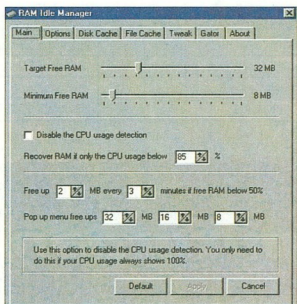 RAM Idle Manager
Main Options Disk Cache File Cache Tweak Gator About
Target Free RAM 32 MB
Minimum Free RAM 8 MB
Disable the CPU usage detection
Recover RAM if only the CPU usage below 85 %
Free up 2 MB every 3 minutes if free RAM below 50%
Pop up menu free ups 32 MB 16 MB 8 MB
Use this option to disable the CPU usage detection. You only need to
do this if your CPU usage always shows 100%.
Default Apply Cancel